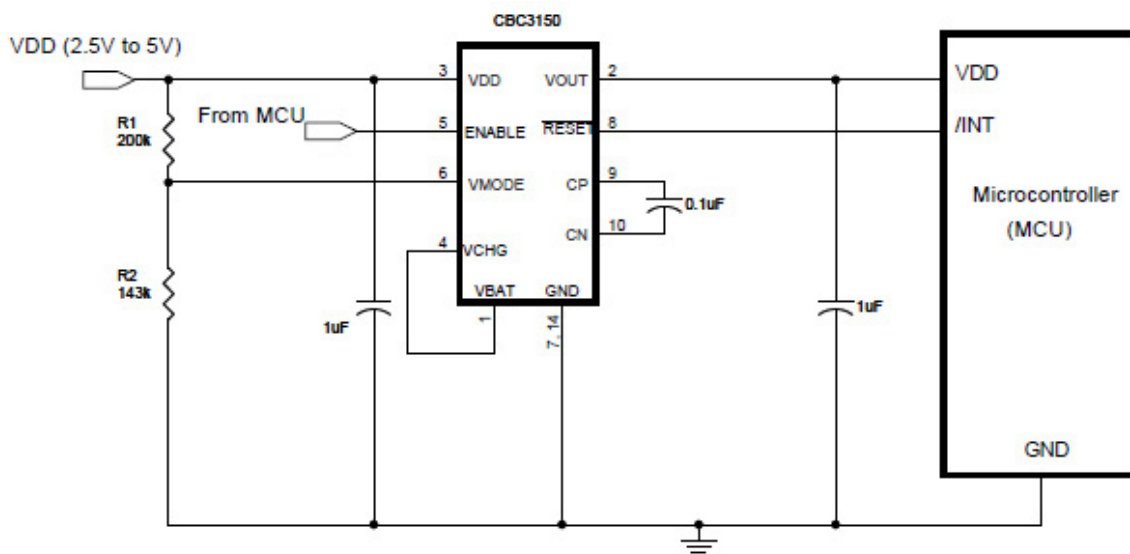 CBC3150
VDD (2.5V to 5V)
3
VDD
VOUT
2
VDD
R1
200k
From MCU
5
ENABLE
RESET
8
/INT
6
VMODE
CP
9
0.1uF
Microcontroller
(MCU)
4
VCHG
CN
10
R2
143k
VBAT
GND
1uF
1
7, 14
1uF
GND